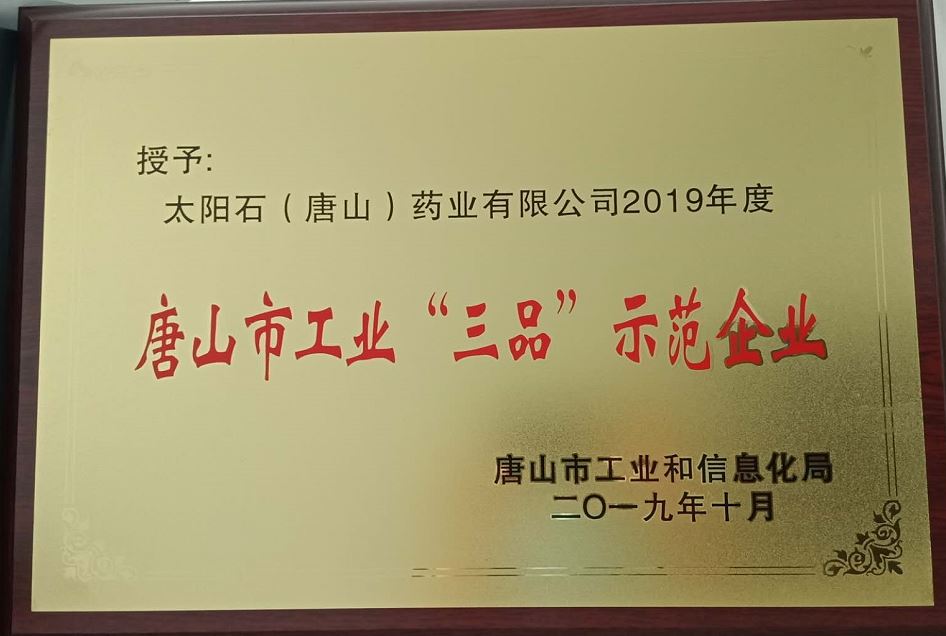 授予:
太阳石（唐山）药业有限公司2019年度
唐山市工业“三品”示范企业
唐山市工业和信息化局
二〇一九年十月